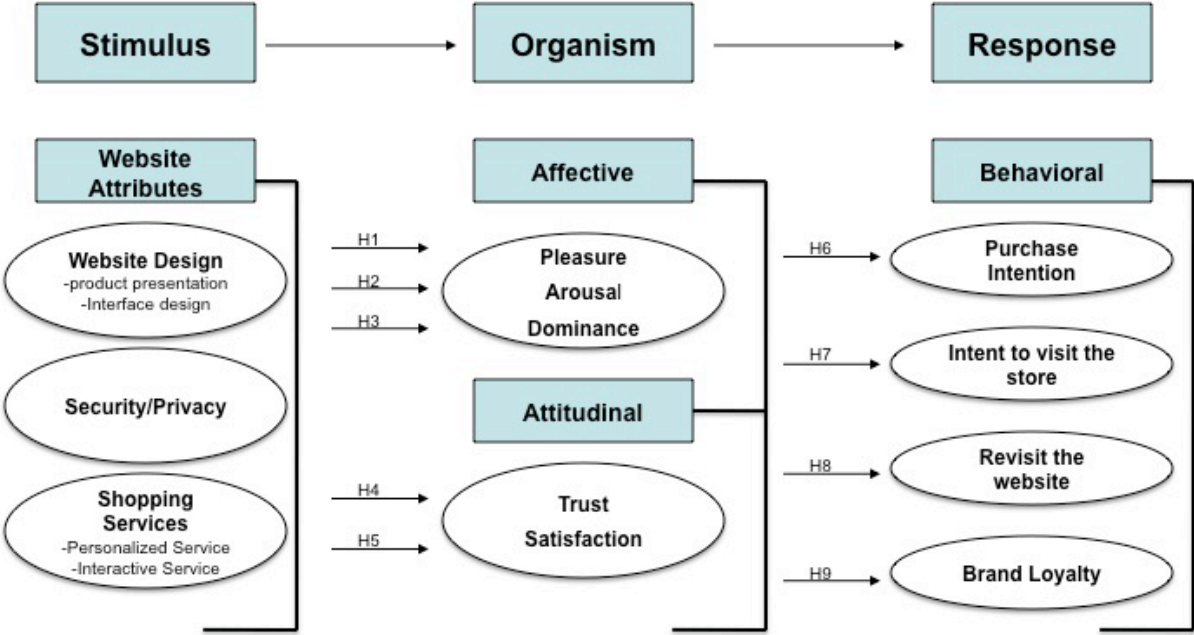 Stimulus
Organism
Response
Website
Attributes
Website Design
-product presentation
-Interface design
Security/Privacy
Shopping
Services
-Personalized Service
-Interactive Service
H1
H2
H3
H4
H5
Affective
Pleasure
Arousal
Dominance
Attitudinal
Trust
Satisfaction
H6
H7
H8
H9
Behavioral
Purchase
Intention
Intent to visit the
store
Revisit the
website
Brand Loyalty